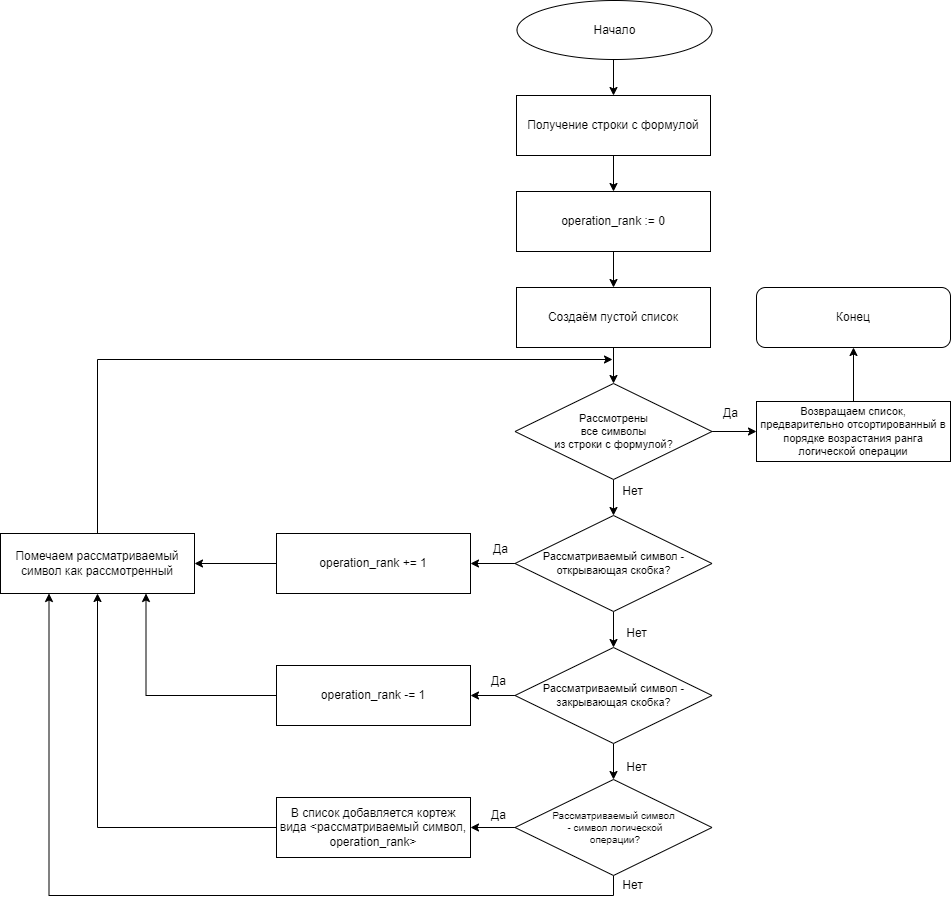 Начало
Получение строки с формулой
operation_rank := 0
Создаём пустой список
Конец
Рассмотрены
все символы
из строки с формулой?
Да
Возвращаем список,
предварительно отсортированный в
порядке возрастания ранга
логической операции
Нет
Помечаем рассматриваемый
символ как рассмотренный
operation_rank += 1
Да
Рассматриваемый символ -
открывающая скобка?
Нет
operation_rank -= 1
Да
Рассматриваемый символ -
закрывающая скобка?
Нет
В список добавляется кортеж
вида <рассматриваемый символ,
operation_rank>
Да
Рассматриваемый символ
- символ логической
операции?
Нет